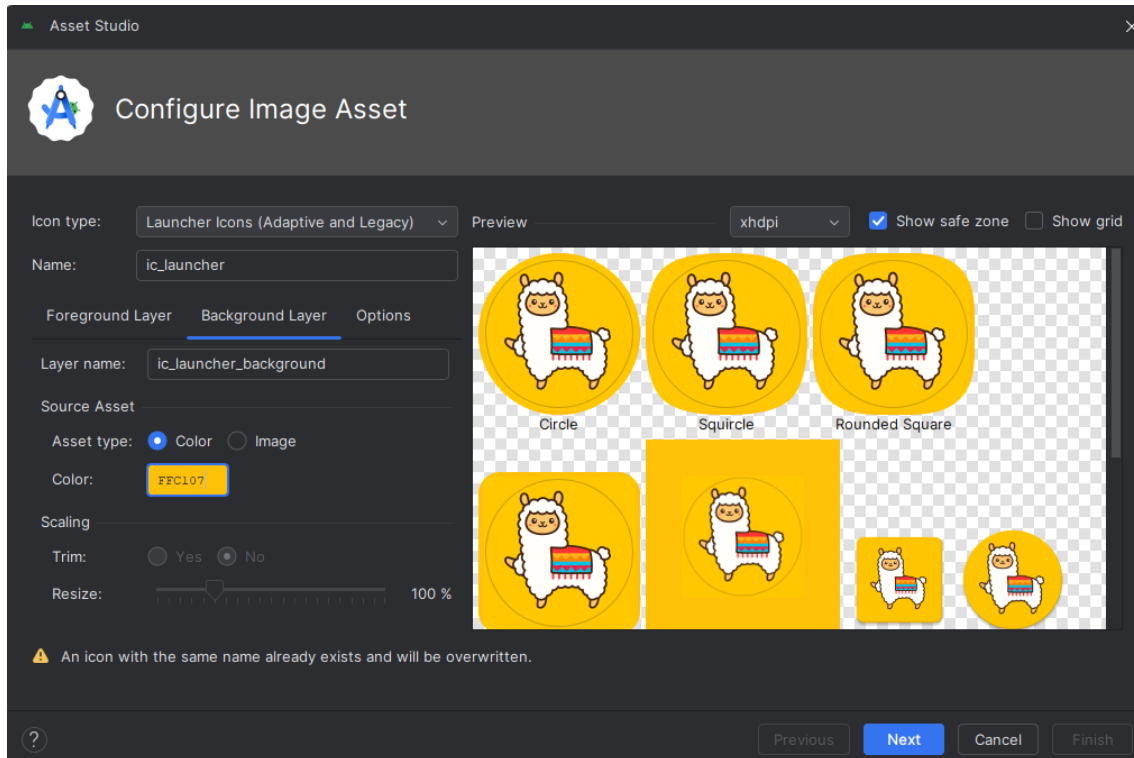 Asset Studio
Configure Image Asset
Icon type: Launcher Icons (Adaptive and Legacy)
Preview xhdpi Show safe zone Show grid
Name: ic_launcher
Foreground Layer Background Layer Options
Layer name: ic_launcher_background
Source Asset
Asset type: Color Image
Color: FFC107
Scaling
Trim: Yes No
Resize: 100 %
Circle Squircle Rounded Square
An icon with the same name already exists and will be overwritten.
? Previous Next Cancel Finish